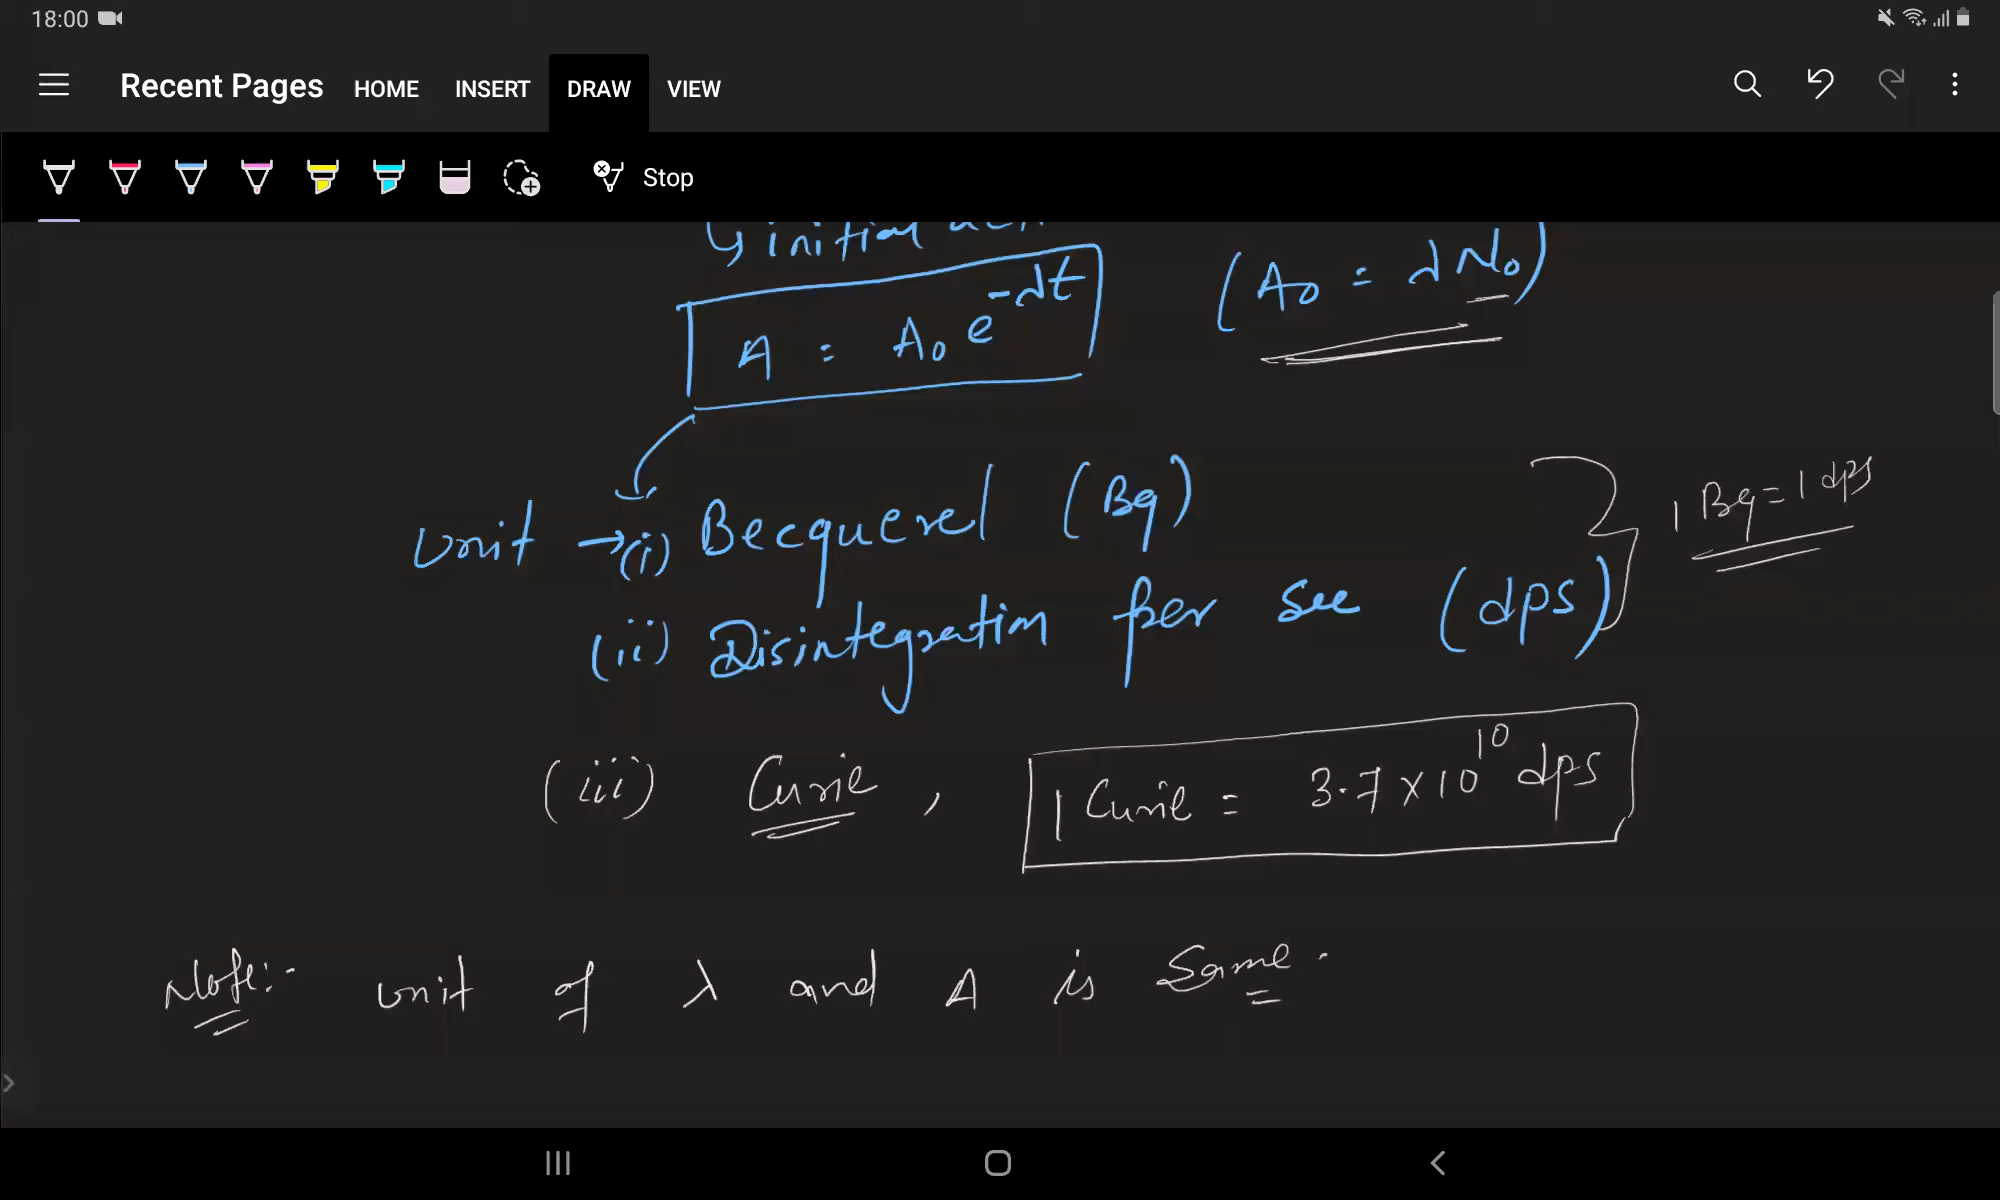 18:00
Recent Pages HOME INSERT DRAW VIEW
Stop
↳ initial
A = A₀ e^-λt (A₀ = λN₀)
Unit → (i) Becquerel (Bq)
1 Bq = 1 dps
(ii) Disintegration per sec (dps)
(iii) Curie, 1 Curie = 3.7 × 10^10 dps
Note:- unit of λ and A is Same.